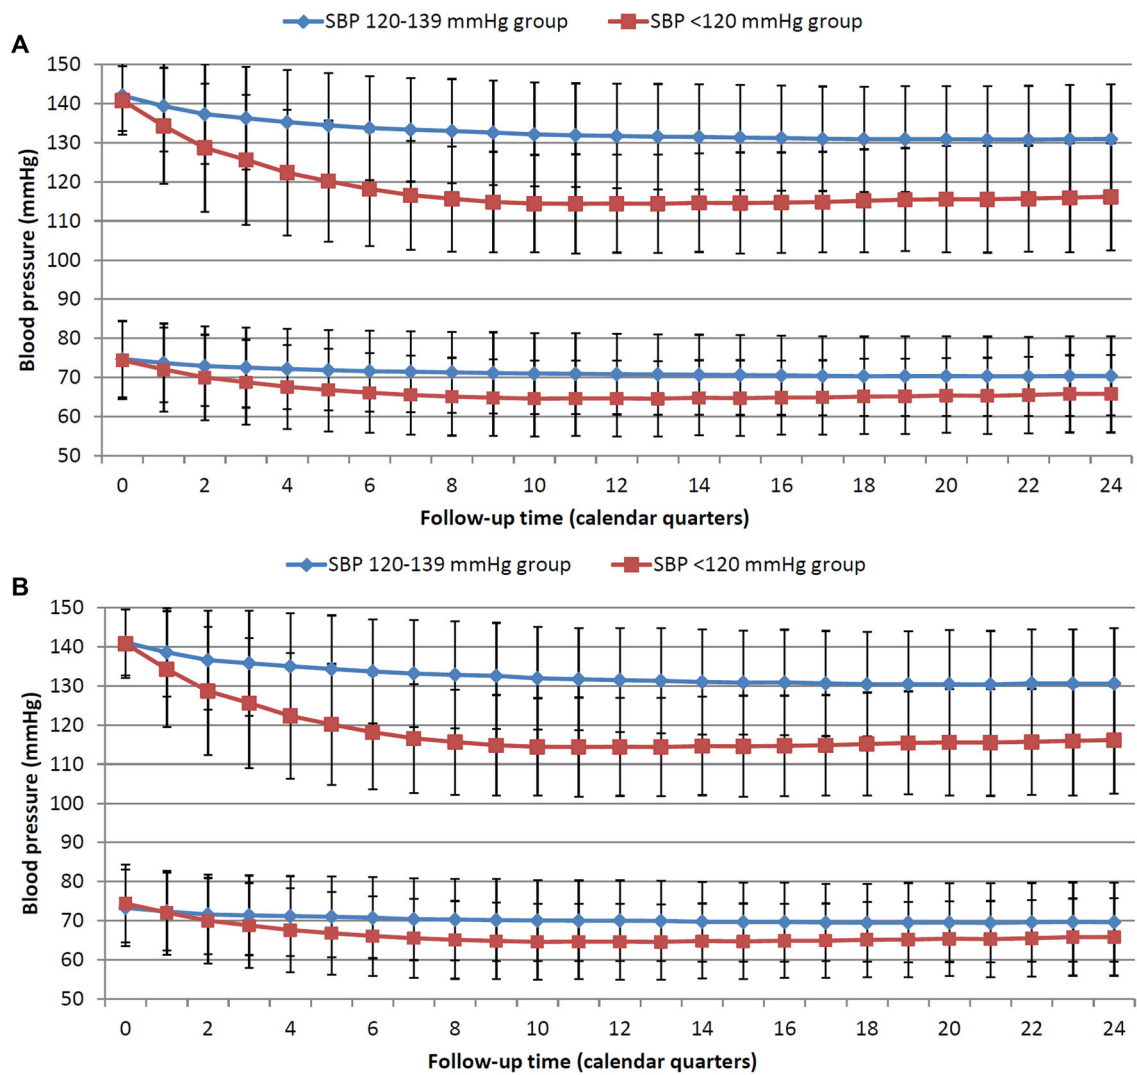 SBP 120-139 mmHg group SBP <120 mmHg group
A
150
140
130
120
110
100
90
80
70
60
50
Blood pressure (mmHg)
0 2 4 6 8 10 12 14 16 18 20 22 24
Follow-up time (calendar quarters)
SBP 120-139 mmHg group SBP <120 mmHg group
B
150
140
130
120
110
100
90
80
70
60
50
Blood pressure (mmHg)
0 2 4 6 8 10 12 14 16 18 20 22 24
Follow-up time (calendar quarters)